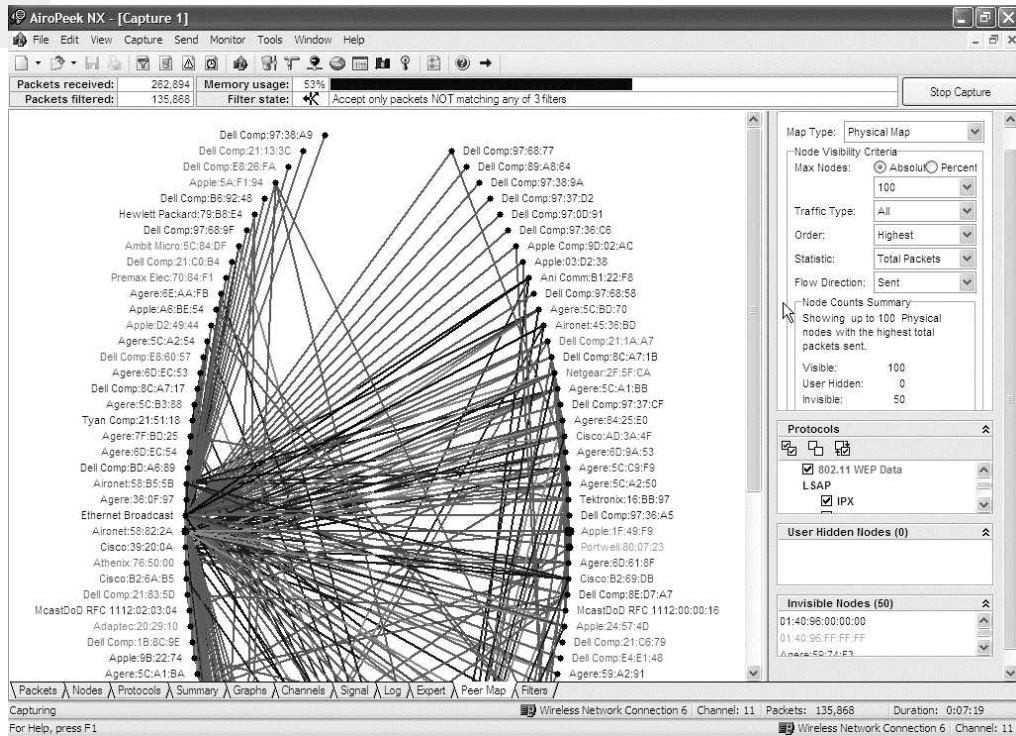 AiroPeek NX - [Capture 1]
File Edit View Capture Send Monitor Tools Window Help
Packets received: 262,894 Memory usage: 53%
Packets filtered: 135,868 Filter state: Accept only packets NOT matching any of 3 filters
Stop Capture
Dell Comp:97:38:A9
Dell Comp:21:13:3C
Dell Comp:E8:26:FA
Apple:5A:F1:94
Dell Comp:B6:92:48
Hewlett Packard:79:B8:E4
Dell Comp:97:68:9F
Ambit Micro:5C:84:DF
Dell Comp:21:C0:B4
Premax Elec:70:84:F1
Agere:6E:AA:FB
Apple:A6:BE:54
Apple:D2:49:44
Agere:5C:A2:54
Dell Comp:E8:60:57
Agere:6D:EC:53
Dell Comp:8C:A7:17
Agere:5C:B3:88
Tyan Comp:21:51:18
Agere:7F:BD:25
Agere:6D:EC:54
Dell Comp:BD:A6:89
Aironet:58:B5:5B
Agere:36:0F:97
Ethernet Broadcast
Aironet:58:82:2A
Cisco:39:20:0A
Athenix:76:50:00
Cisco:B2:6A:B5
Dell Comp:21:83:5D
McastDoD RFC 1112:02:03:04
Adaptec:20:29:10
Dell Comp:1B:8C:9E
Apple:9B:22:74
Agere:5C:A1:BA
Dell Comp:97:68:77
Dell Comp:89:A8:64
Dell Comp:97:38:9A
Dell Comp:97:37:D2
Dell Comp:97:0D:91
Dell Comp:97:36:C6
Apple Comp:9D:02:AC
Apple:03:D2:38
Ani Comm:B1:22:F8
Dell Comp:97:68:58
Agere:5C:BD:70
Aironet:45:36:BD
Dell Comp:21:1A:A7
Dell Comp:8C:A7:1B
Netgear:2F:5F:CA
Agere:5C:A1:BB
Dell Comp:97:37:CF
Agere:84:25:E0
Cisco:AD:3A:4F
Agere:6D:9A:53
Agere:5C:C9:F9
Agere:5C:A2:50
Tektronix:16:BB:97
Dell Comp:97:36:A5
Apple:1F:49:F9
Portwell:80:07:23
Agere:6D:61:8F
Cisco:B2:69:DB
Dell Comp:8E:D7:A7
McastDoD RFC 1112:00:00:16
Apple:24:57:4D
Dell Comp:21:C6:79
Dell Comp:E4:E1:48
Agere:59:A2:91
Map Type: Physical Map
Node Visibility Criteria
Max Nodes: Absolut Percent
100
Traffic Type: All
Order: Highest
Statistic: Total Packets
Flow Direction: Sent
Node Counts Summary
Showing up to 100 Physical
nodes with the highest total
packets sent.
Visible: 100
User Hidden: 0
Invisible: 50
Protocols
802.11 WEP Data
LSAP
IPX
User Hidden Nodes (0)
Invisible Nodes (50)
01:40:96:00:00:00
01:40:96:FF:FF:FF
Agere:59:74:F3
Packets Nodes Protocols Summary Graphs Channels Signal Log Expert Peer Map Filters
Capturing Wireless Network Connection 6 Channel: 11 Packets: 135,868 Duration: 0:07:19
For Help, press F1 Wireless Network Connection 6 Channel: 11